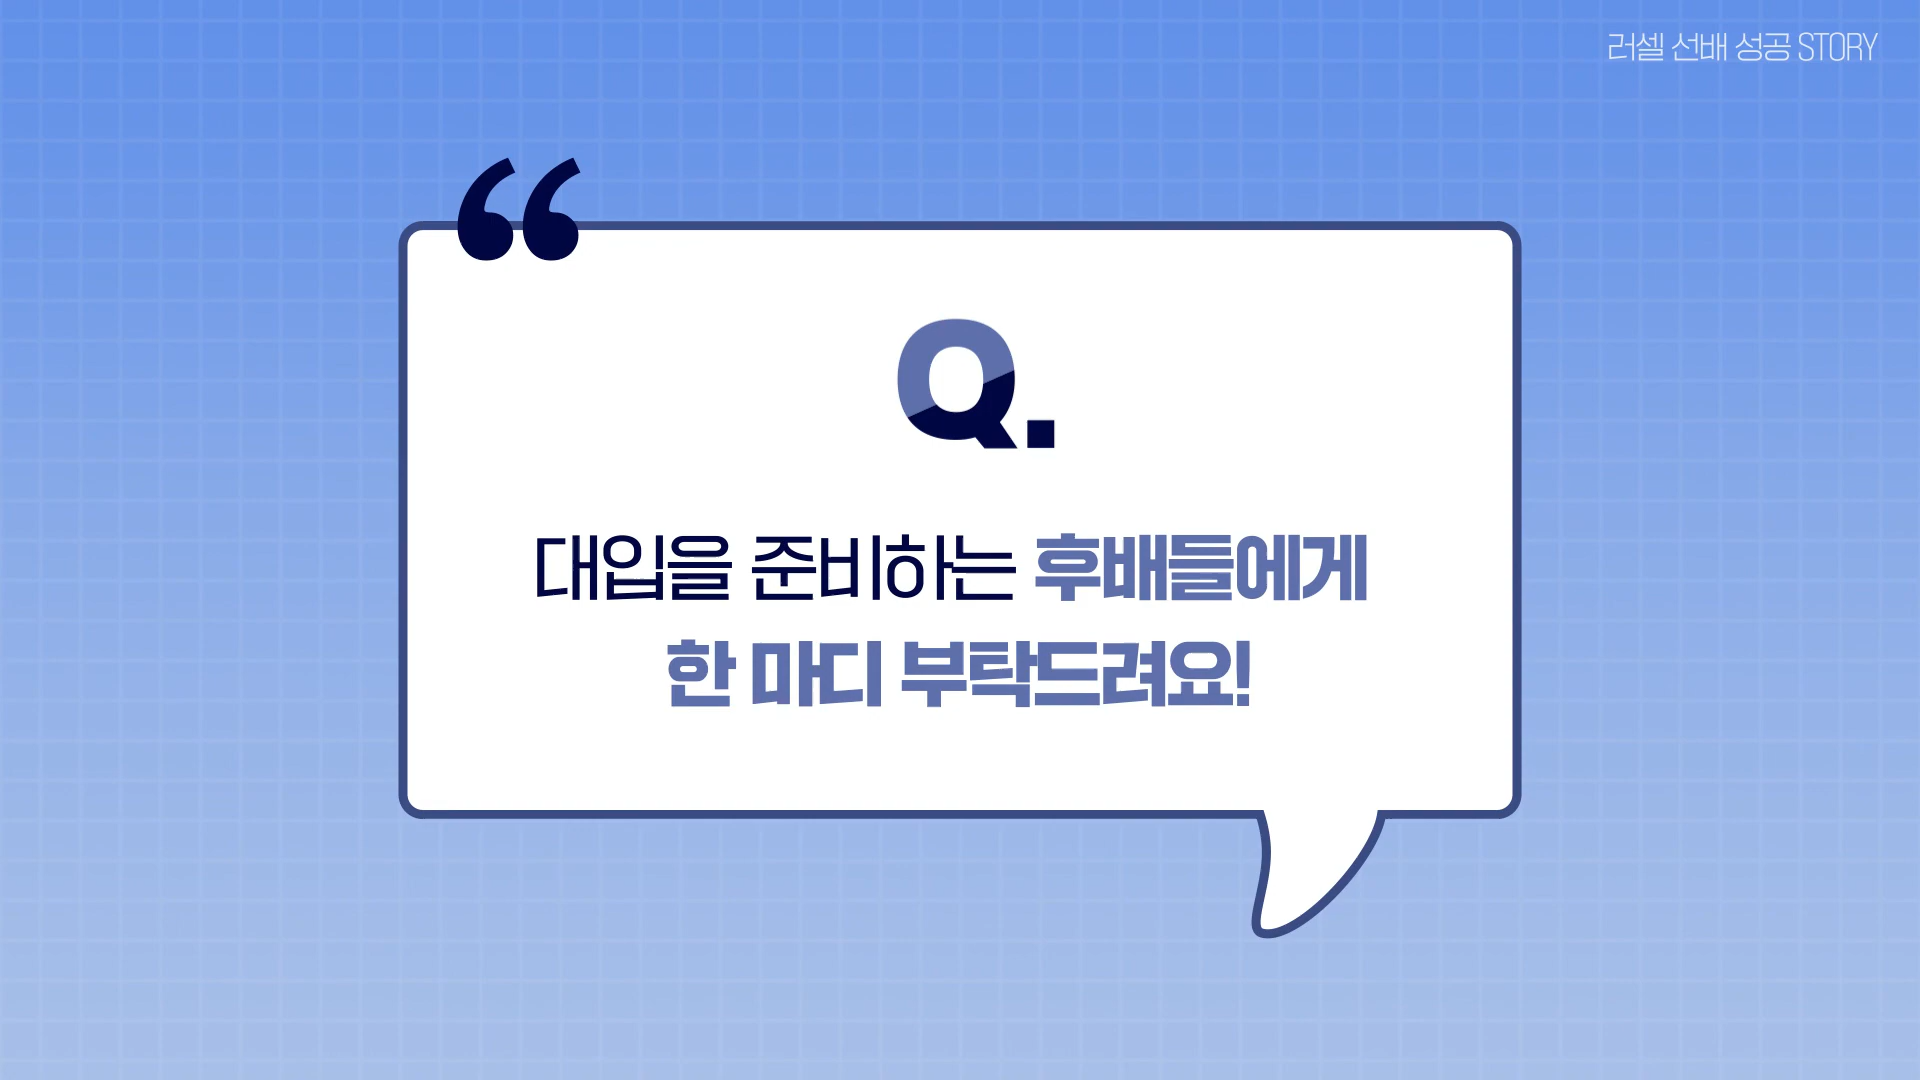 러셀 선배 성공 STORY
“
Q.
대입을 준비하는 후배들에게
한 마디 부탁드려요!